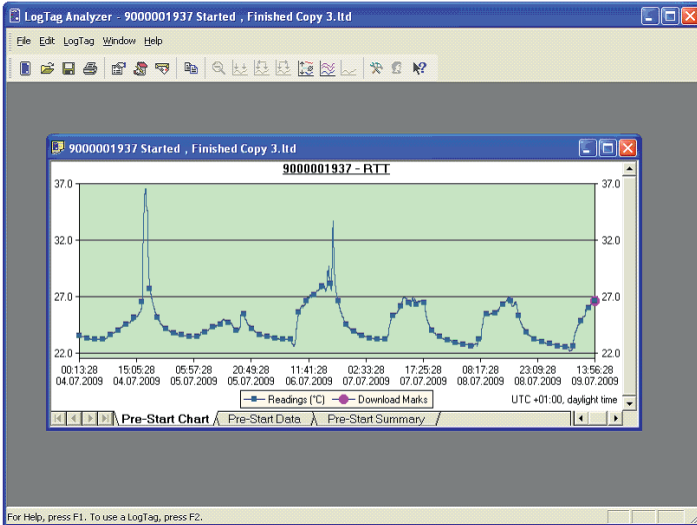 LogTag Analyzer - 9000001937 Started , Finished Copy 3.ltd
File Edit LogTag Window Help
9000001937 Started , Finished Copy 3.ltd
9000001937 - RTT
37.0 37.0
32.0 32.0
27.0 27.0
22.0 22.0
00:13:28 15:05:28 05:57:28 20:49:28 11:41:28 02:33:28 17:25:28 08:17:28 23:09:28 13:56:28
04.07.2009 04.07.2009 05.07.2009 05.07.2009 06.07.2009 07.07.2009 07.07.2009 08.07.2009 08.07.2009 09.07.2009
Readings (°C) Download Marks UTC +01:00, daylight time
Pre-Start Chart Pre-Start Data Pre-Start Summary
For Help, press F1. To use a LogTag, press F2.